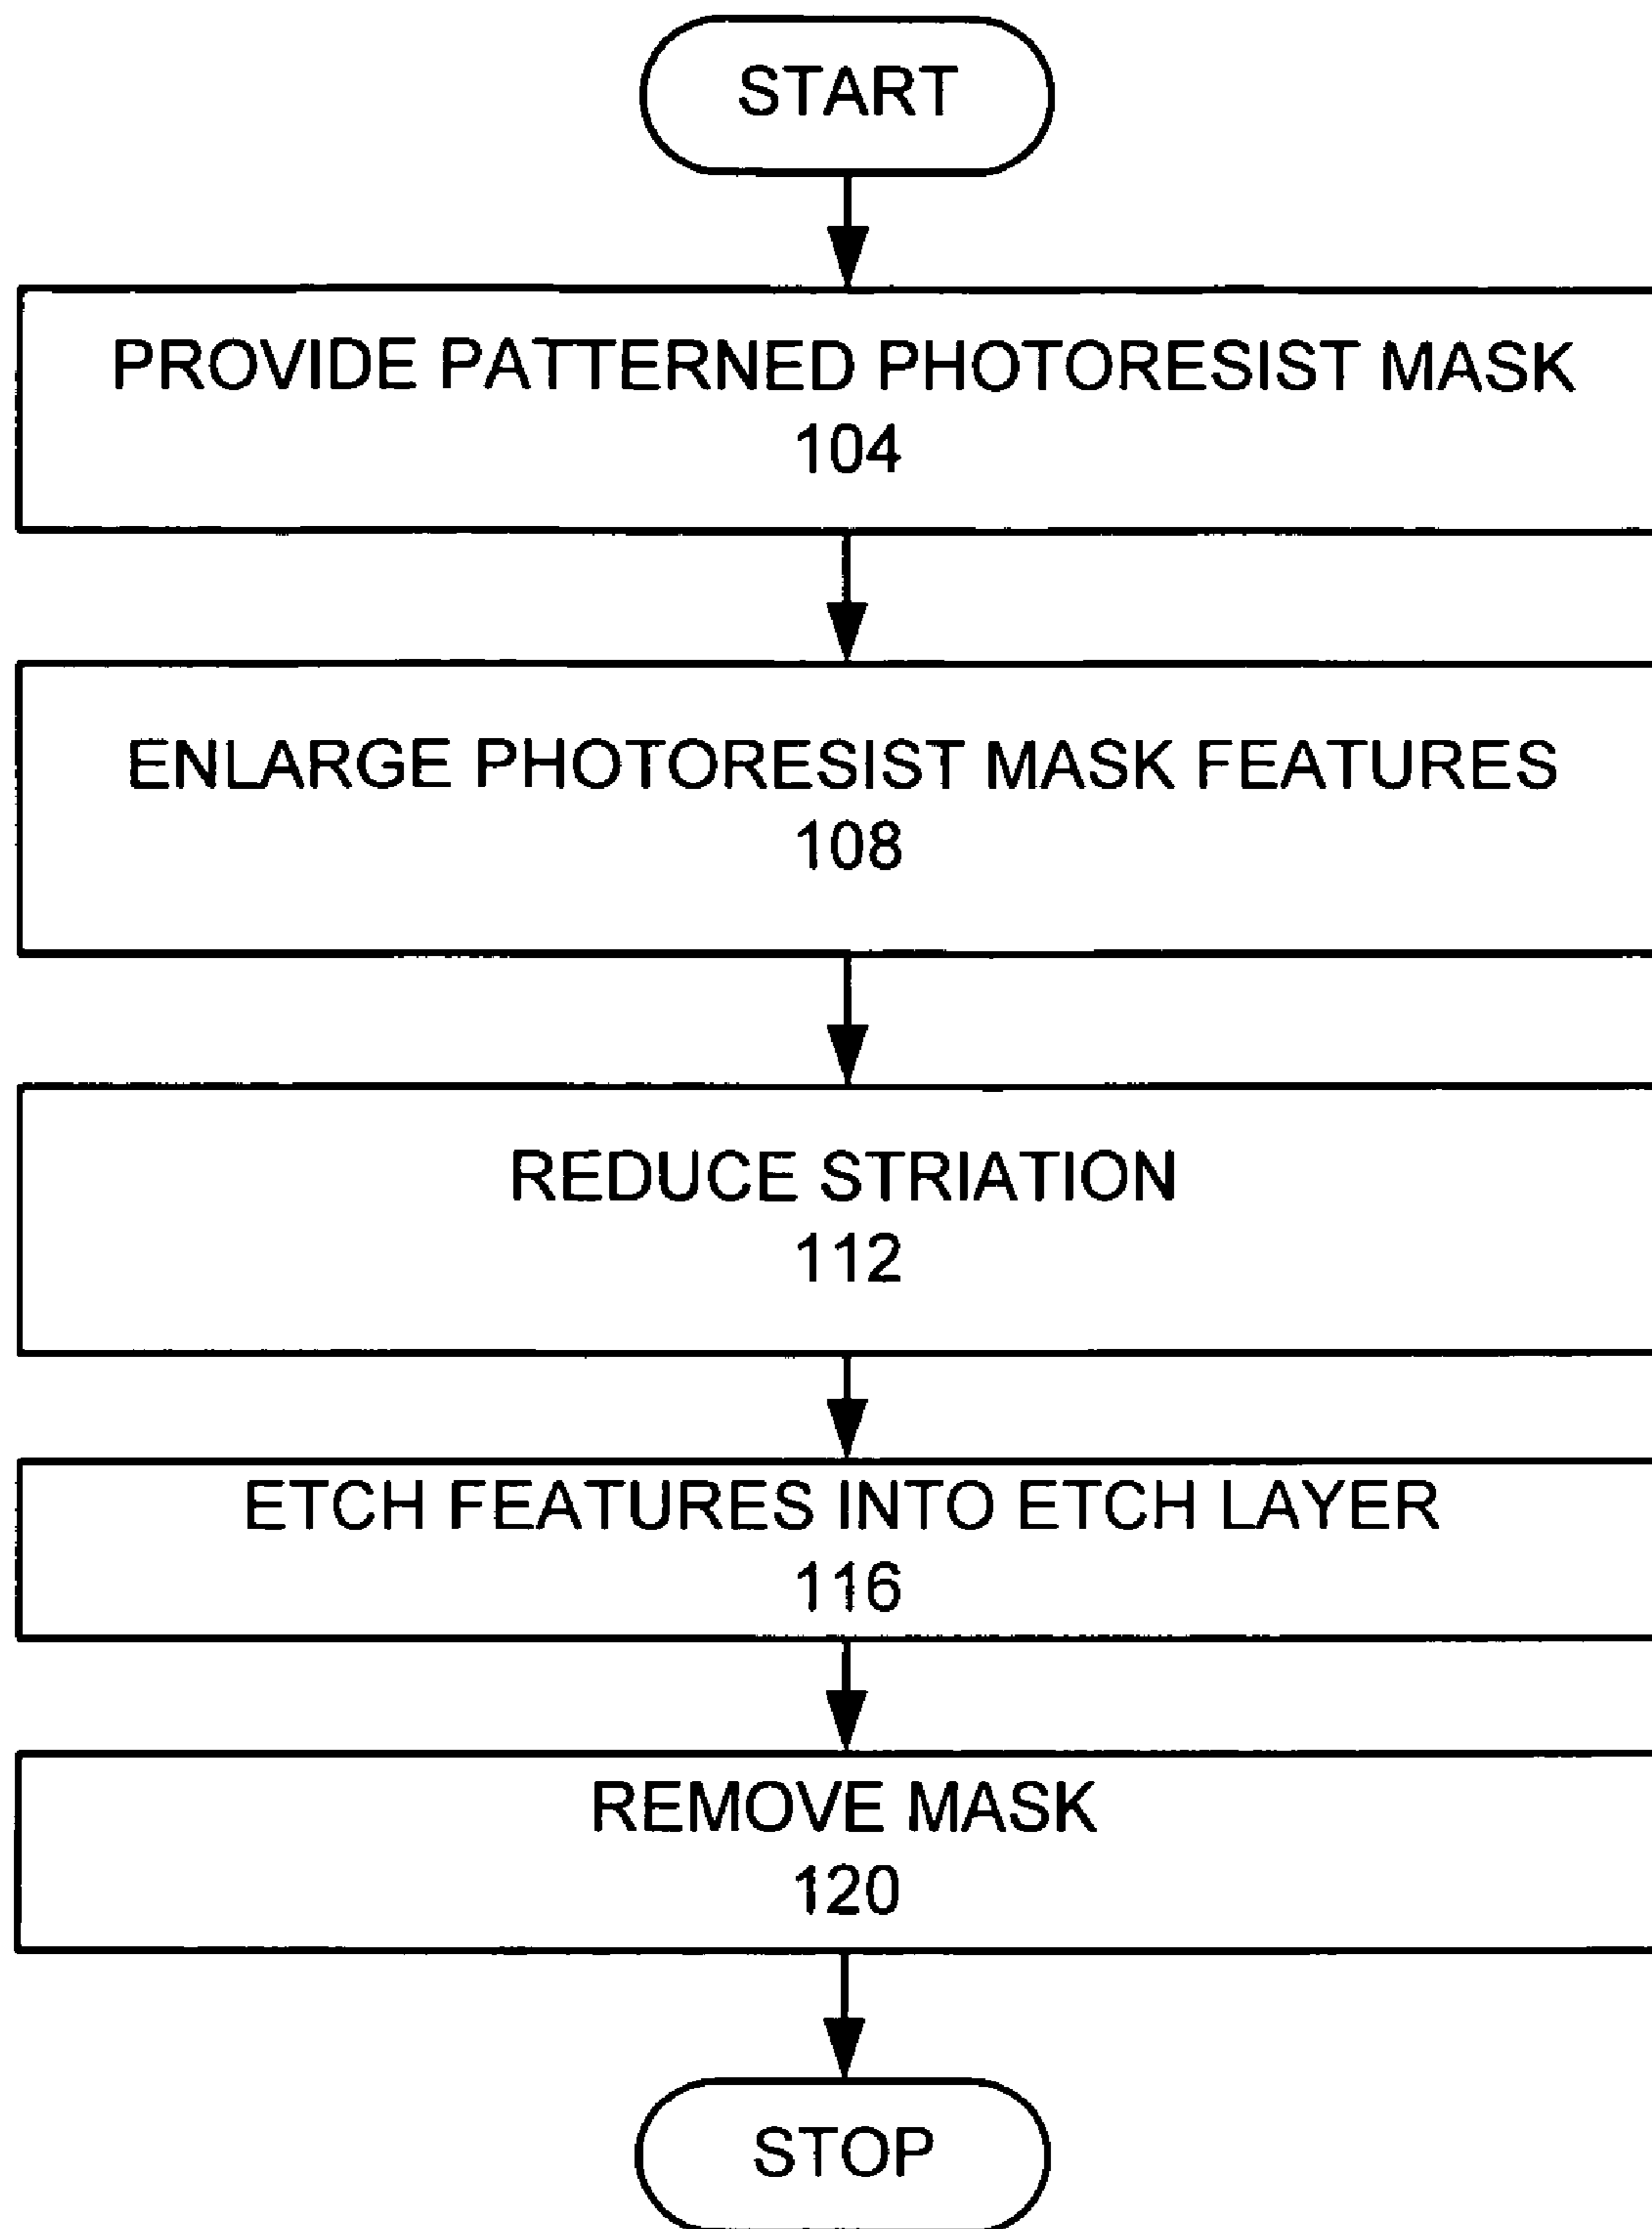 START
PROVIDE PATTERNED PHOTORESIST MASK
104
ENLARGE PHOTORESIST MASK FEATURES
108
REDUCE STRIATION
112
ETCH FEATURES INTO ETCH LAYER
116
REMOVE MASK
120
STOP